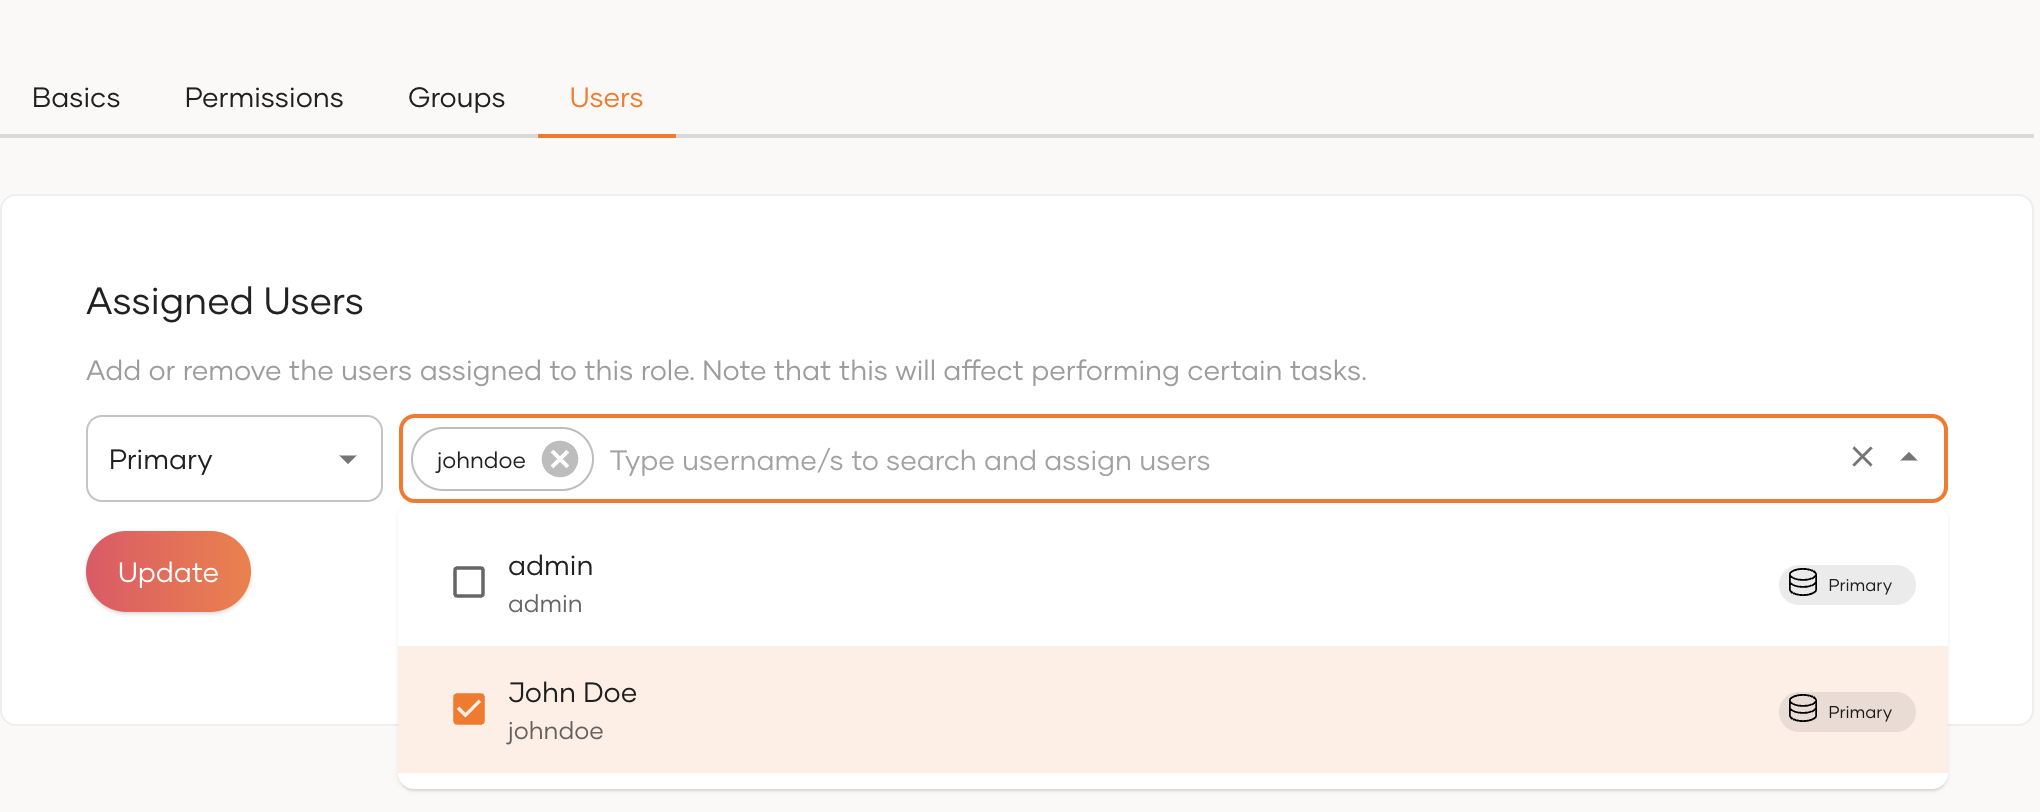 Basics Permissions Groups Users
Assigned Users
Add or remove the users assigned to this role. Note that this will affect performing certain tasks.
Primary johndoe Type username/s to search and assign users
Update
admin
admin
Primary
John Doe
johndoe
Primary